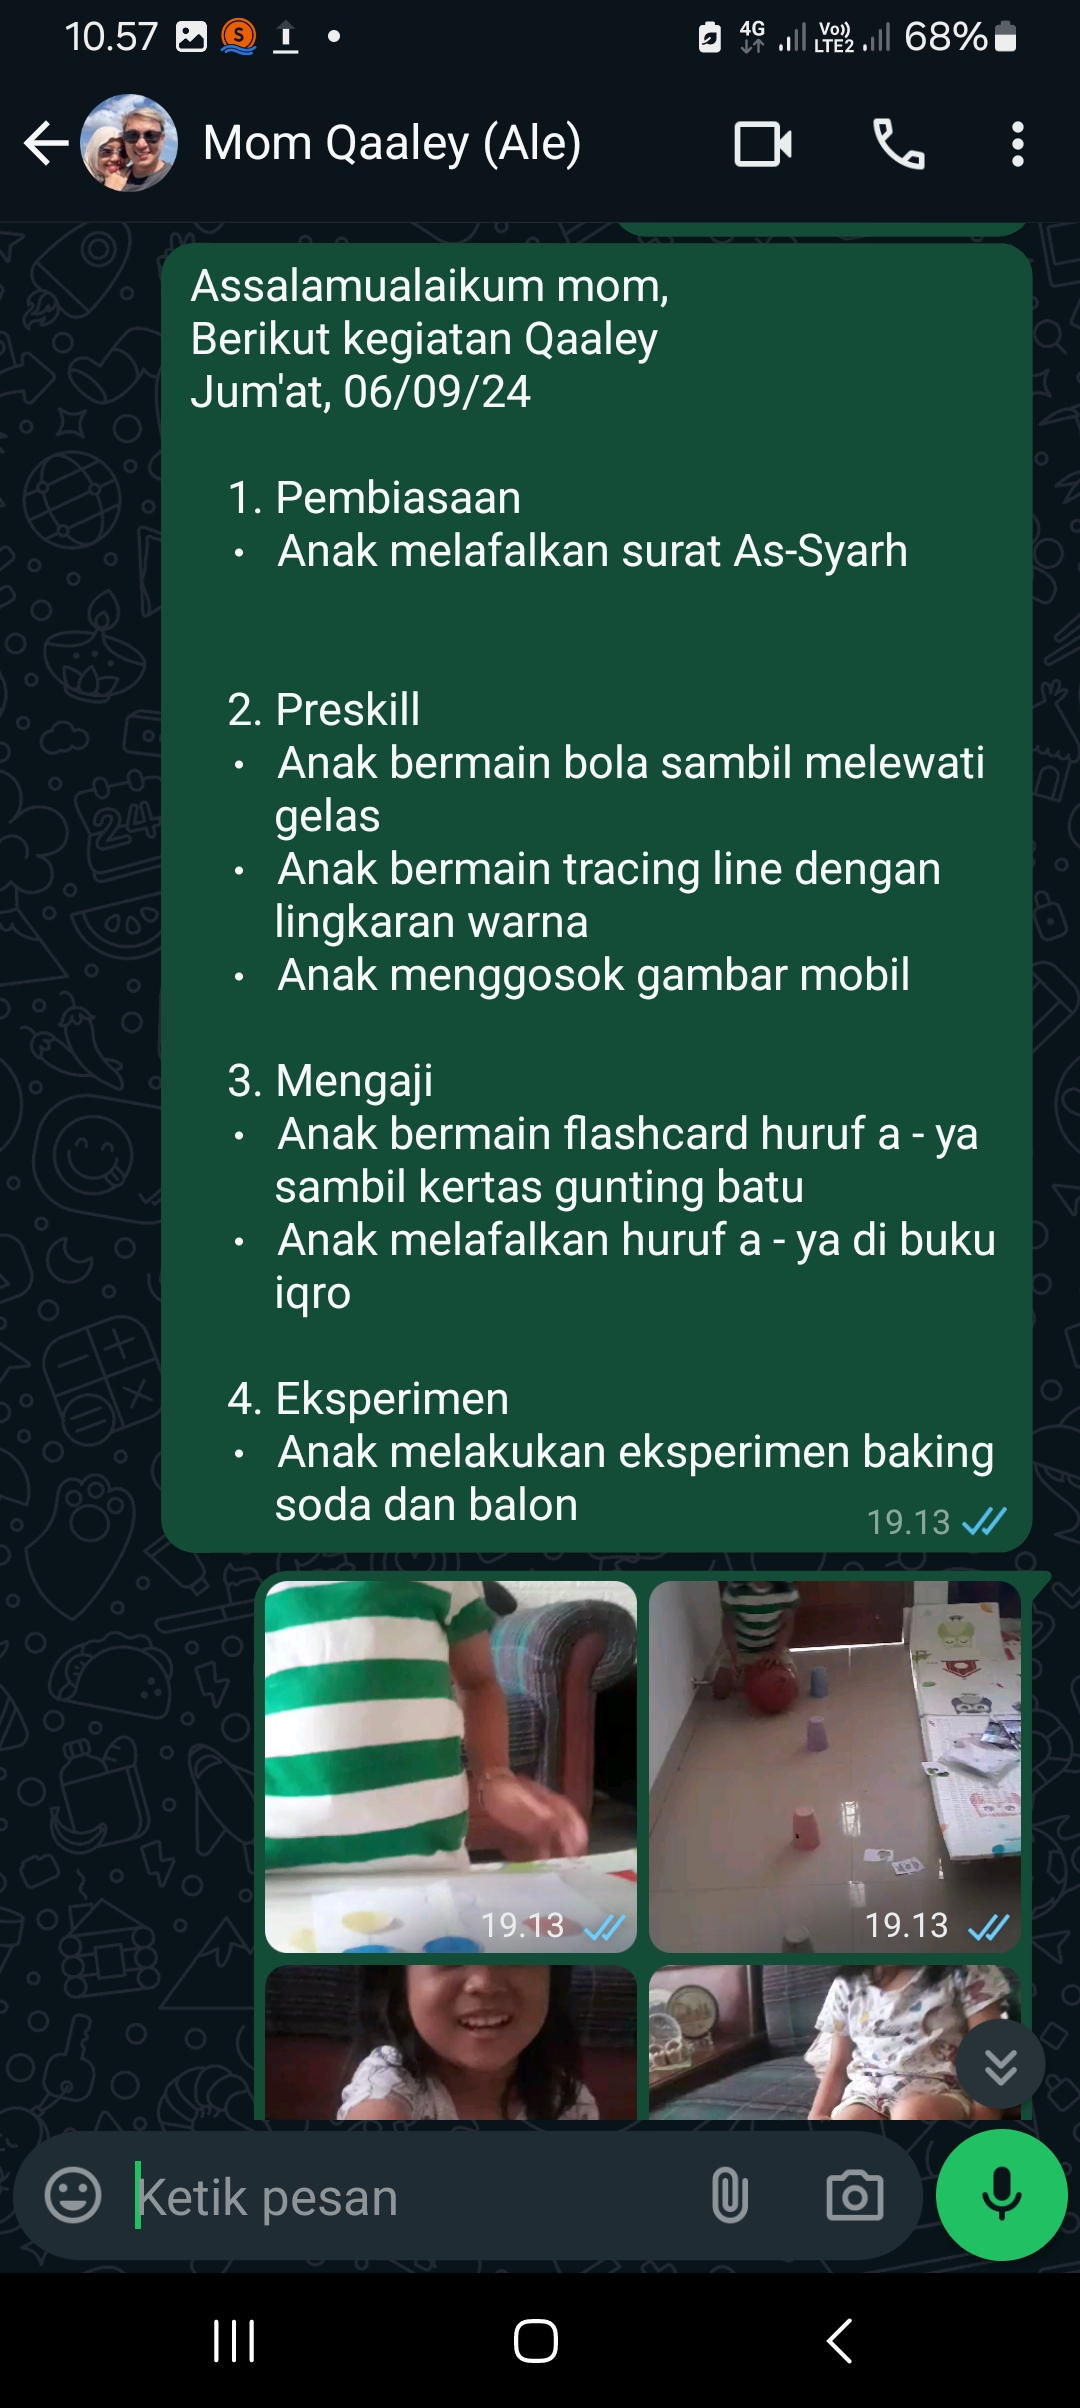 10.57
4G
Vo))
LTE2
68%
Mom Qaaley (Ale)
Assalamualaikum mom,
Berikut kegiatan Qaaley
Jum'at, 06/09/24
1. Pembiasaan
• Anak melafalkan surat As-Syarh
2. Preskill
• Anak bermain bola sambil melewati
gelas
• Anak bermain tracing line dengan
lingkaran warna
• Anak menggosok gambar mobil
3. Mengaji
• Anak bermain flashcard huruf a - ya
sambil kertas gunting batu
• Anak melafalkan huruf a - ya di buku
iqro
4. Eksperimen
• Anak melakukan eksperimen baking
soda dan balon
19.13
19.13
19.13
Ketik pesan